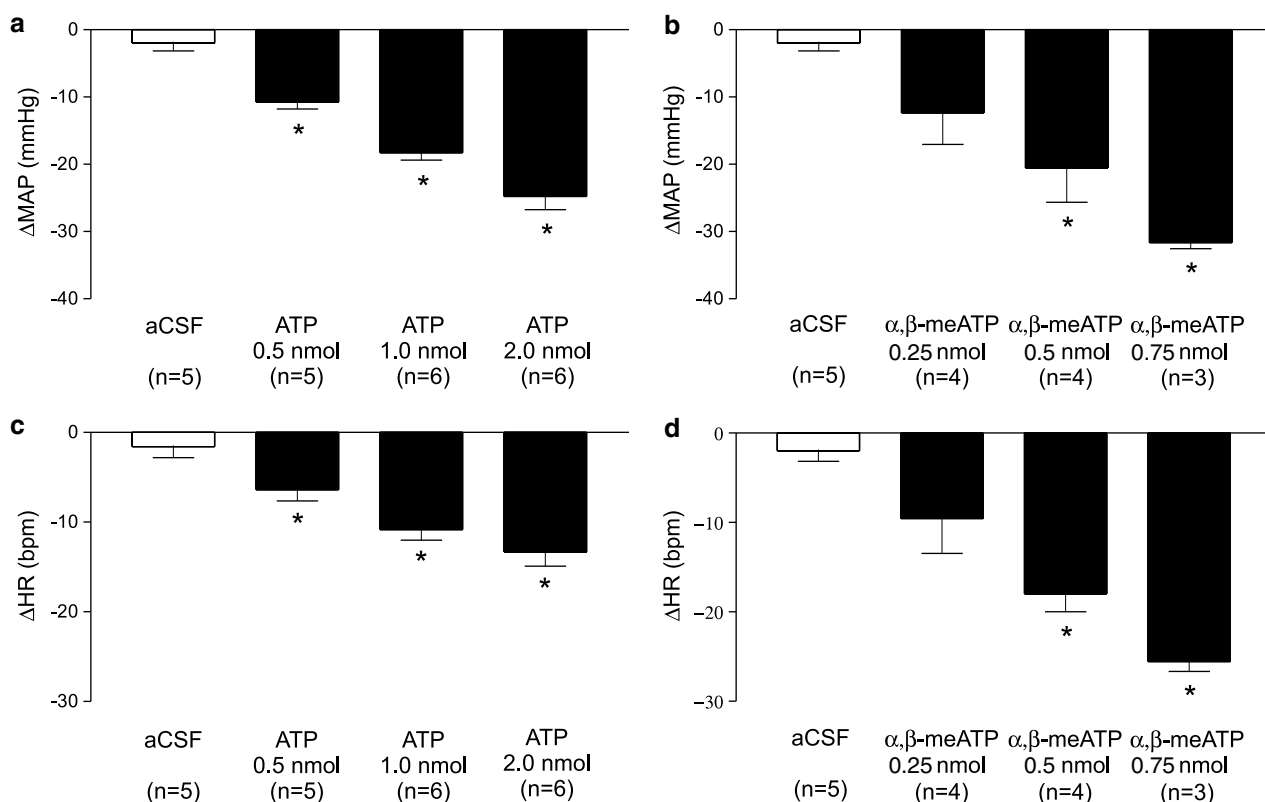 a
0
-10
-20
-30
-40
ΔMAP (mmHg)
*
*
*
aCSF ATP ATP ATP
0.5 nmol 1.0 nmol 2.0 nmol
(n=5) (n=5) (n=6) (n=6)
b
0
-10
-20
-30
-40
ΔMAP (mmHg)
*
*
aCSF α,β-meATP α,β-meATP α,β-meATP
0.25 nmol 0.5 nmol 0.75 nmol
(n=5) (n=4) (n=4) (n=3)
c
0
-10
-20
-30
ΔHR (bpm)
*
*
*
aCSF ATP ATP ATP
0.5 nmol 1.0 nmol 2.0 nmol
(n=5) (n=5) (n=6) (n=6)
d
0
-10
-20
-30
ΔHR (bpm)
*
*
aCSF α,β-meATP α,β-meATP α,β-meATP
0.25 nmol 0.5 nmol 0.75 nmol
(n=5) (n=4) (n=4) (n=3)